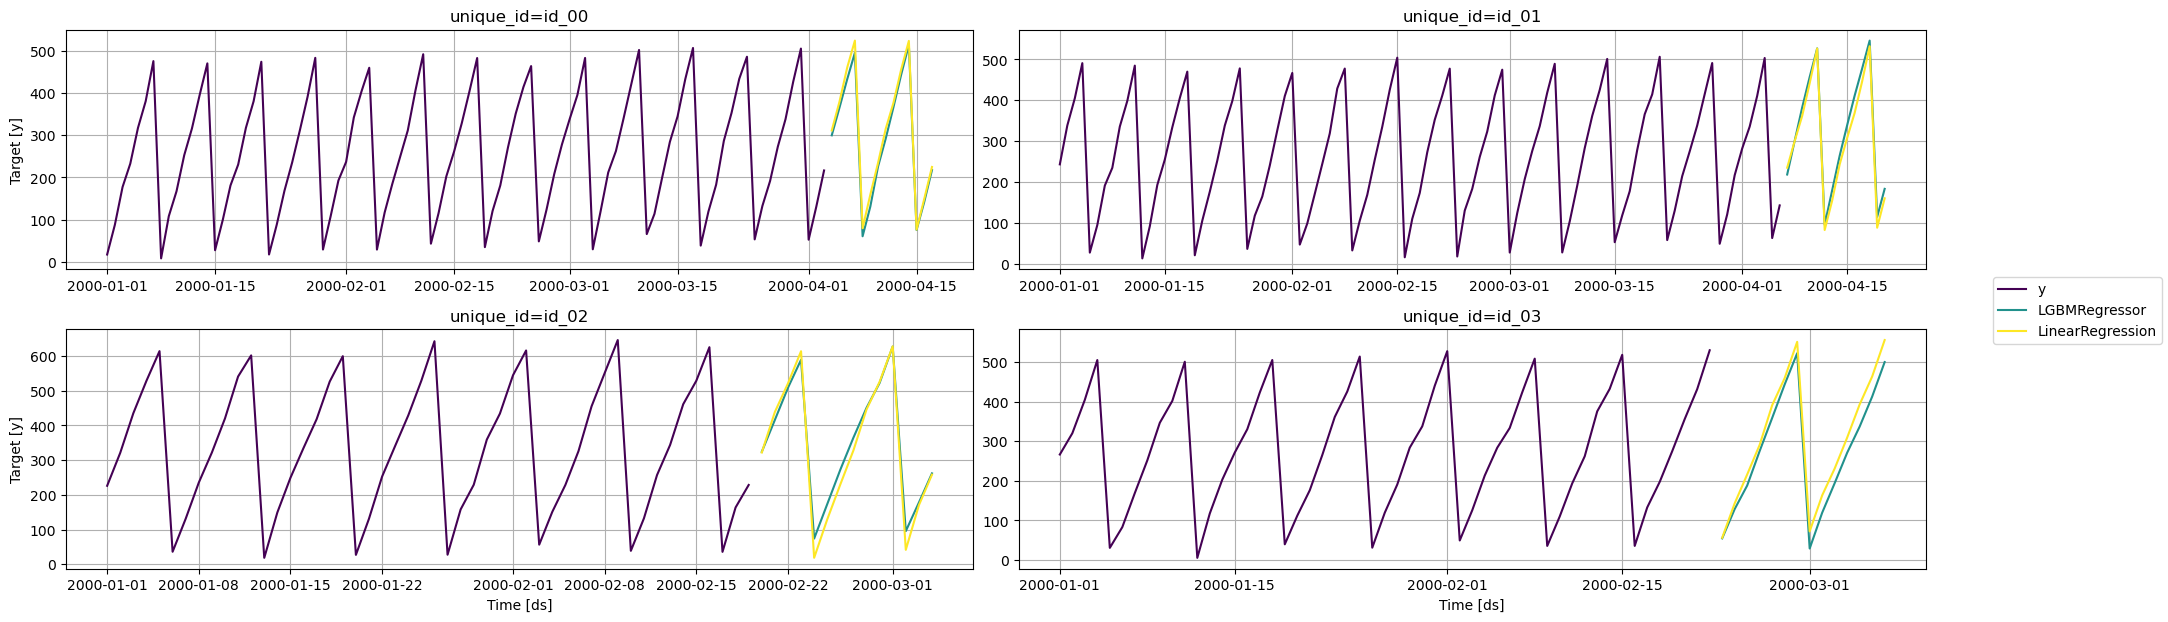 unique_id=id_00
500
400
300
200
100
0
Target [y]
2000-01-01 2000-01-15 2000-02-01 2000-02-15 2000-03-01 2000-03-15 2000-04-01 2000-04-15
unique_id=id_01
500
400
300
200
100
0
2000-01-01 2000-01-15 2000-02-01 2000-02-15 2000-03-01 2000-03-15 2000-04-01 2000-04-15
y
LGBMRegressor
LinearRegression
unique_id=id_02
600
500
400
300
200
100
0
Target [y]
2000-01-01 2000-01-08 2000-01-15 2000-01-22 2000-02-01 2000-02-08 2000-02-15 2000-02-22 2000-03-01
Time [ds]
unique_id=id_03
500
400
300
200
100
0
2000-01-01 2000-01-15 2000-02-01 2000-02-15 2000-03-01
Time [ds]